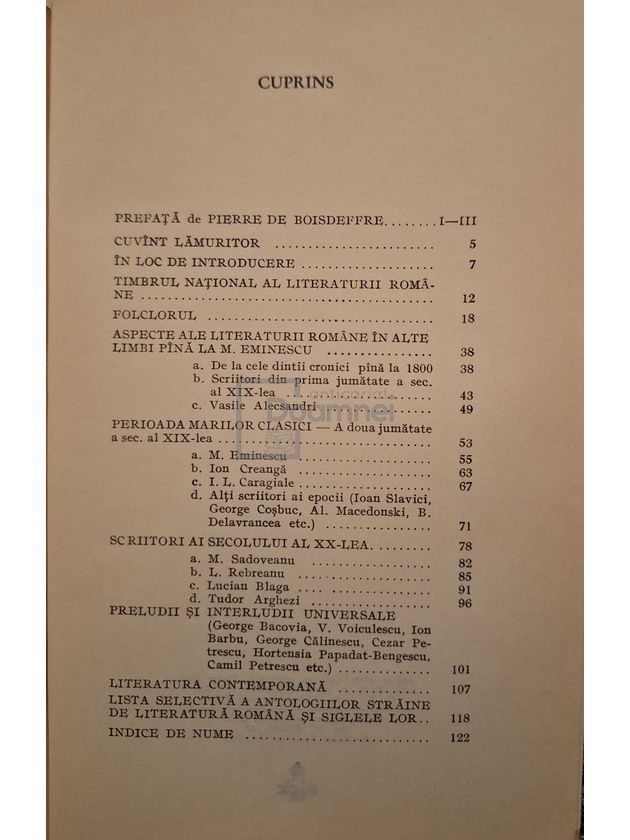 CUPRINS
PREFAȚĂ de PIERRE DE BOISDEFFRE........ I—III
CUVÎNT LĂMURITOR ........................ 5
ÎN LOC DE INTRODUCERE .................... 7
TIMBRUL NAȚIONAL AL LITERATURII ROMÂ-
NE ............................................ 12
FOLCLORUL .................................. 18
ASPECTE ALE LITERATURII ROMÂNE ÎN ALTE
LIMBI PÎNĂ LA M. EMINESCU ................ 38
a. De la cele dintîi cronici pînă la 1800 38
b. Scriitori din prima jumătate a sec.
al XIX-lea ...................... 43
c. Vasile Alecsandri ................ 49
PERIOADA MARILOR CLASICI — A doua jumătate
a sec. al XIX-lea ................................ 53
a. M. Eminescu .................... 55
b. Ion Creangă .................... 63
c. I. L. Caragiale .................... 67
d. Alți scriitori ai epocii (Ioan Slavici,
George Coșbuc, Al. Macedonski, B.
Delavrancea etc.) ................ 71
SCRIITORI AI SECOLULUI AL XX-LEA......... 78
a. M. Sadoveanu .................... 82
b. L. Rebreanu .................... 85
c. Lucian Blaga .................... 91
d. Tudor Arghezi .................. 96
PRELUDII ȘI INTERLUDII UNIVERSALE
(George Bacovia, V. Voiculescu, Ion
Barbu, George Călinescu, Cezar Pe-
trescu, Hortensia Papadat-Bengescu,
Camil Petrescu etc.) .............. 101
LITERATURA CONTEMPORANĂ .............. 107
LISTA SELECTIVĂ A ANTOLOGIILOR STRĂINE
DE LITERATURĂ ROMÂNĂ ȘI SIGLELE LOR.. 118
INDICE DE NUME ............................ 122